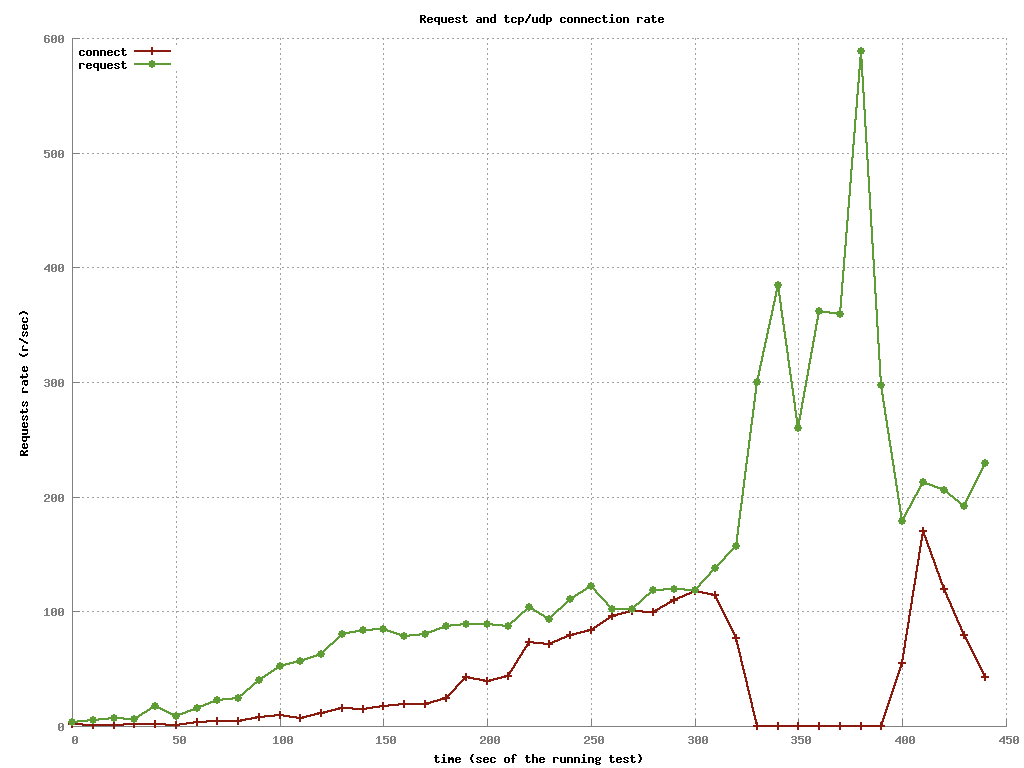 Request and tcp/udp connection rate
600
connect
request
500
400
300
200
100
0
Requests rate (r/sec)
0 50 100 150 200 250 300 350 400 450
time (sec of the running test)